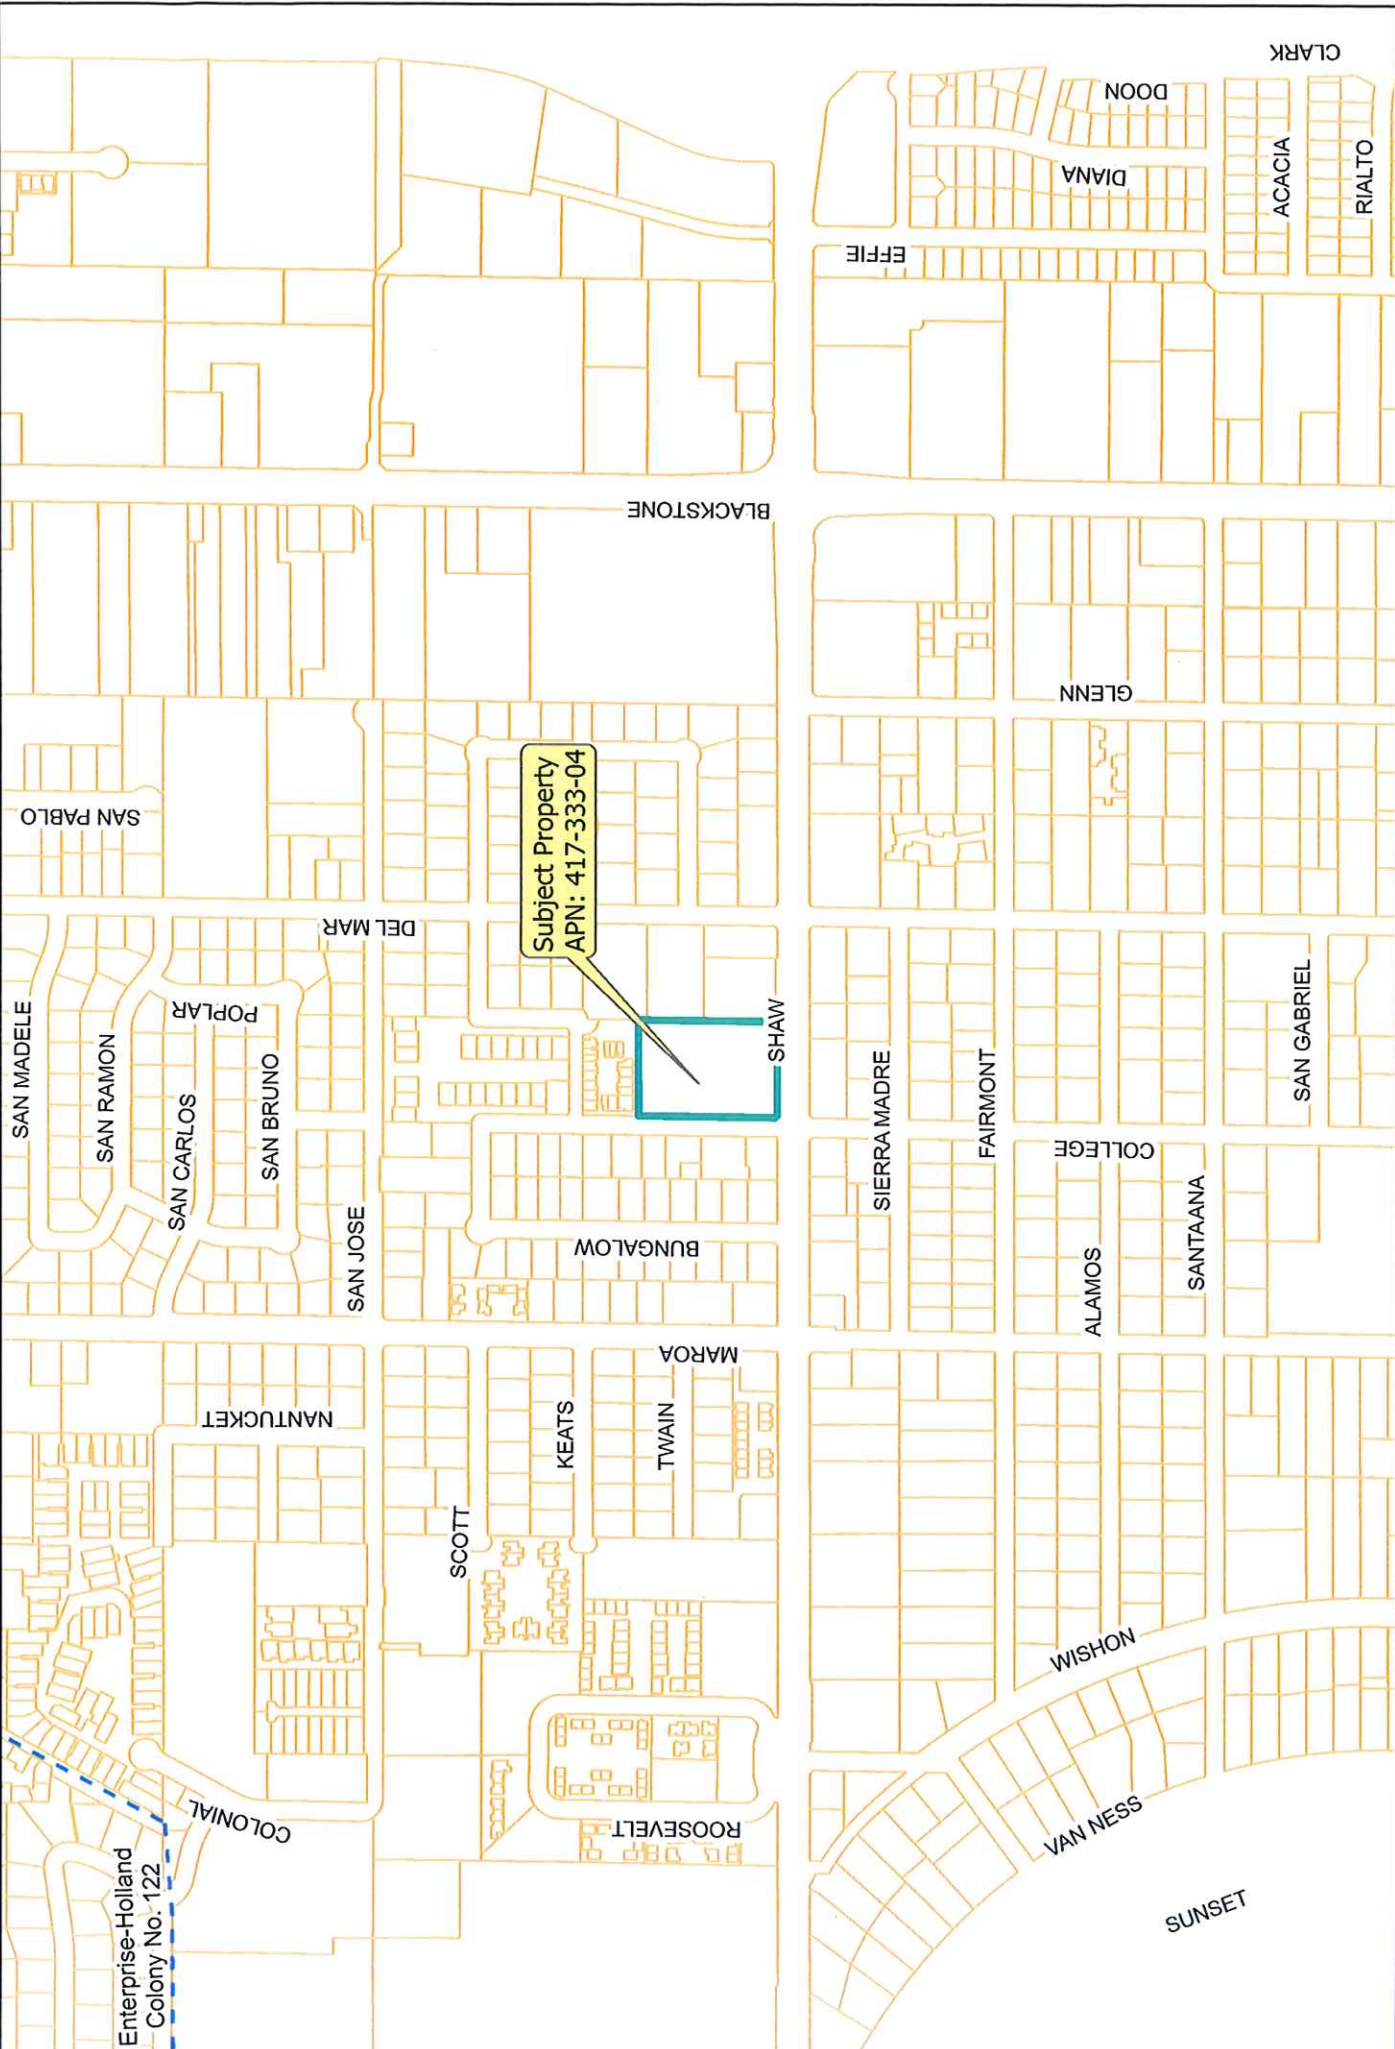 CLARK
DOON
ACACIA
RIALTO
DIANA
EFFIE
BLACKSTONE
GLENN
SAN PABLO
Subject Property
APN: 417-333-04
DEL MAR
SAN MADELE
SAN RAMON
POPLAR
SAN CARLOS
SAN BRUNO
SAN JOSE
SHAW
SIERRA MADRE
FAIRMONT
COLLEGE
SAN GABRIEL
SANTA ANA
ALAMOS
BUNGALOW
MAROA
NANTUCKET
KEATS
TWAIN
SCOTT
WISHON
COLONIAL
ROOSEVELT
VAN NESS
SUNSET
Enterprise-Holland
Colony No. 122